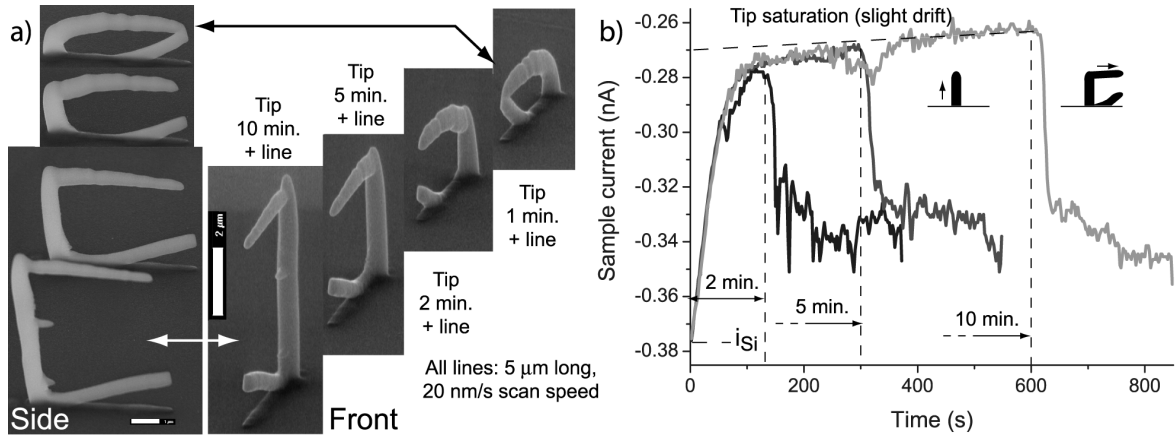 a)
Tip
10 min.
+ line
Tip
5 min.
+ line
Tip
1 min.
+ line
Tip
2 min.
+ line
2 µm
All lines: 5 µm long,
20 nm/s scan speed
Side
Front
b)
Tip saturation (slight drift)
-0.26
-0.28
-0.30
-0.32
-0.34
-0.36
-0.38
Sample current (nA)
2 min.
5 min.
10 min.
iSi
0
200
400
600
800
Time (s)